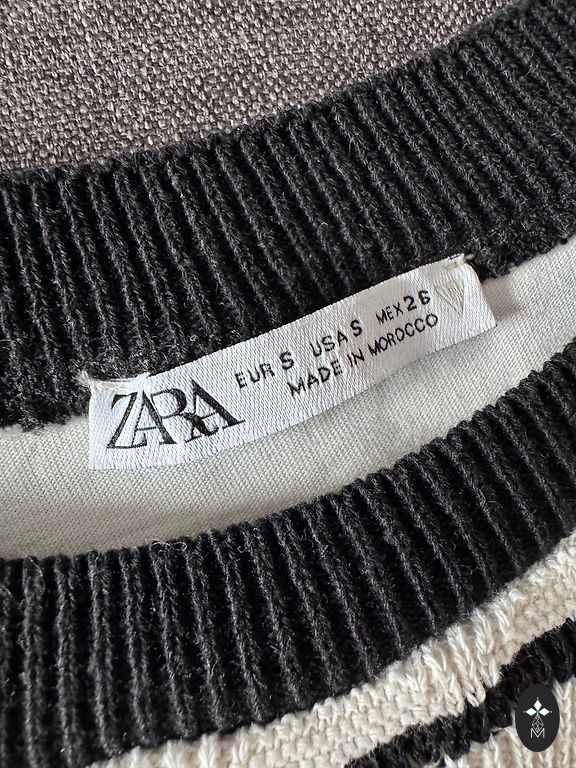 ZARA
EUR S USA S MEX 26
MADE IN MOROCCO